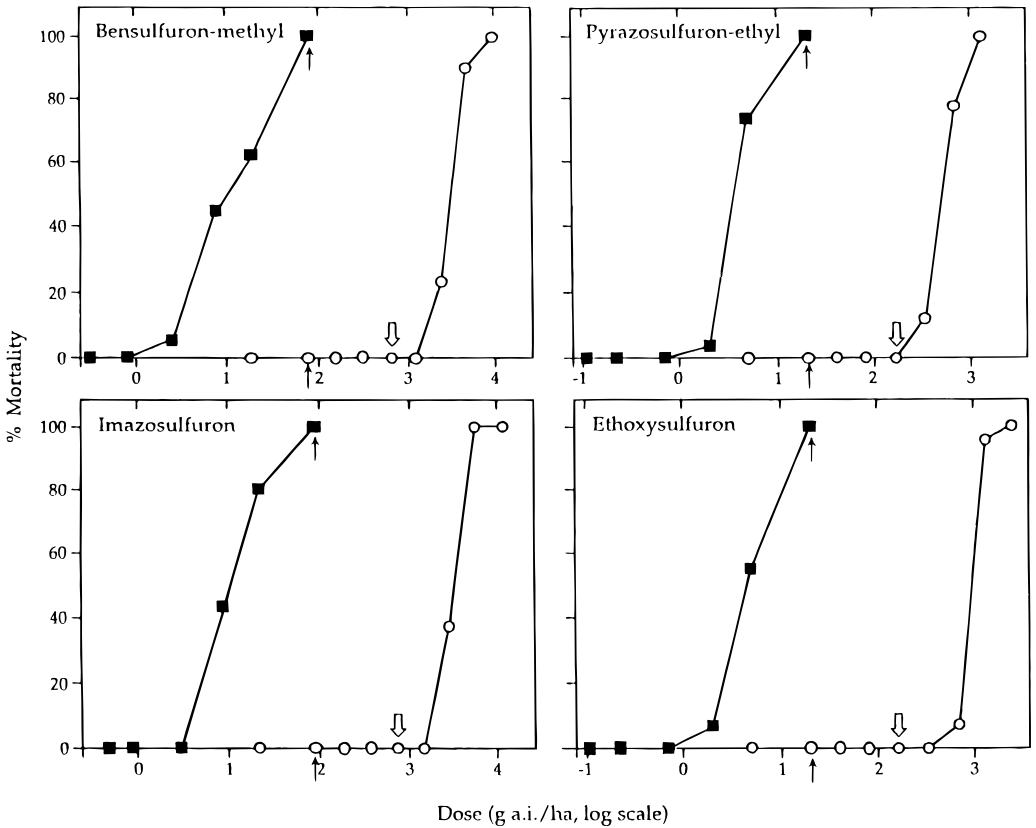 % Mortality
Bensulfuron-methyl
100
80
60
40
20
0
0 1 2 3 4
Pyrazosulfuron-ethyl
-1 0 1 2 3
Imazosulfuron
100
80
60
40
20
0
0 1 2 3 4
Ethoxysulfuron
-1 0 1 2 3
Dose (g a.i./ha, log scale)